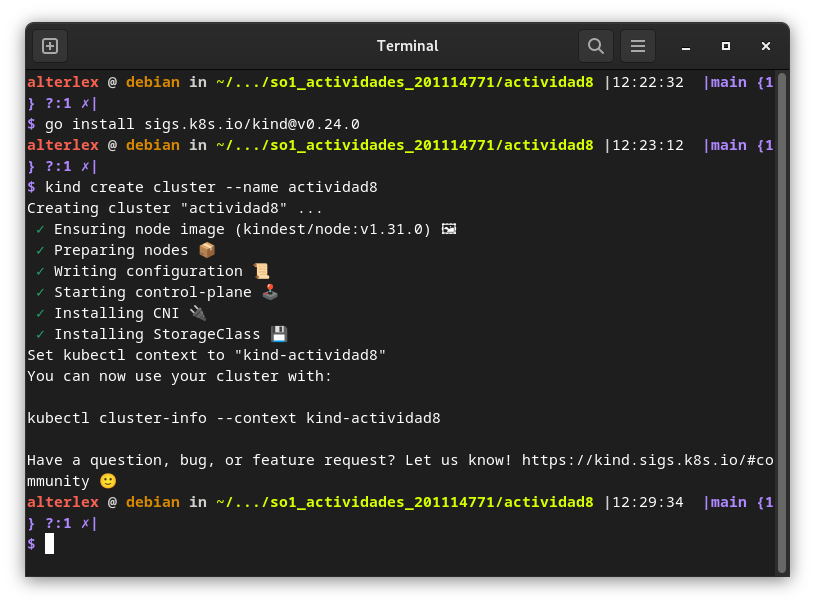 Terminal
alterlex @ debian in ~/.../so1_actividades_201114771/actividad8 |12:22:32  |main {1
} ?:1 ✗|
$ go install sigs.k8s.io/kind@v0.24.0
alterlex @ debian in ~/.../so1_actividades_201114771/actividad8 |12:23:12  |main {1
} ?:1 ✗|
$ kind create cluster --name actividad8
Creating cluster "actividad8" ...
 ✓ Ensuring node image (kindest/node:v1.31.0) 🖼
 ✓ Preparing nodes 📦
 ✓ Writing configuration 📜
 ✓ Starting control-plane 🕹️
 ✓ Installing CNI 🔌
 ✓ Installing StorageClass 💾
Set kubectl context to "kind-actividad8"
You can now use your cluster with:

kubectl cluster-info --context kind-actividad8

Have a question, bug, or feature request? Let us know! https://kind.sigs.k8s.io/#co
mmunity 🙂
alterlex @ debian in ~/.../so1_actividades_201114771/actividad8 |12:29:34  |main {1
} ?:1 ✗|
$